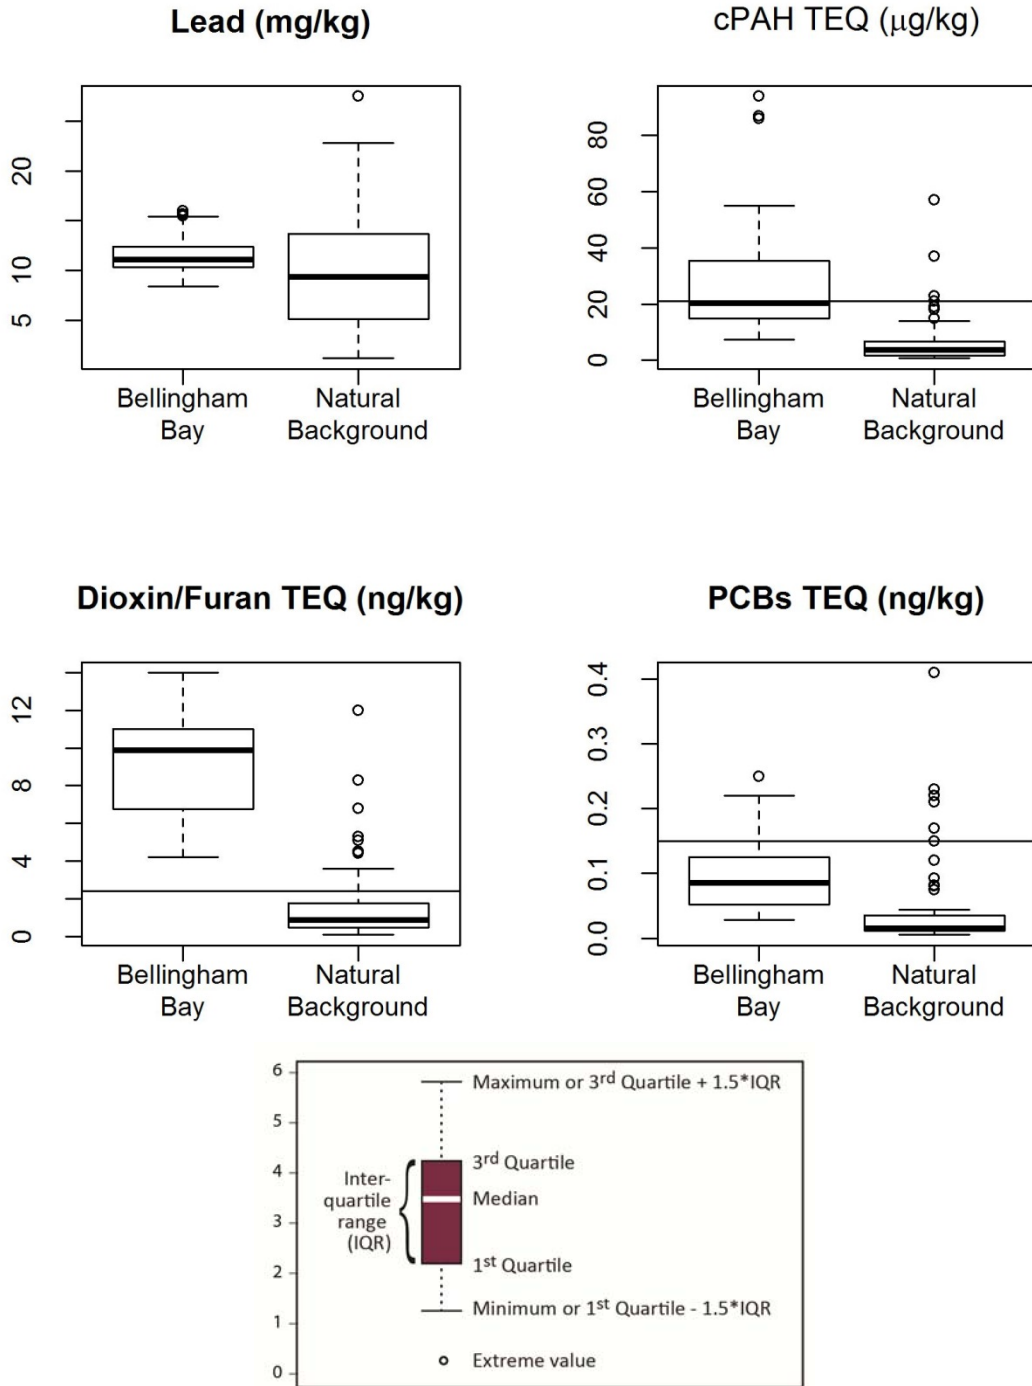 Lead (mg/kg)
20
10
5
Bellingham
Bay
Natural
Background
cPAH TEQ (μg/kg)
80
60
40
20
0
Bellingham
Bay
Natural
Background
Dioxin/Furan TEQ (ng/kg)
12
8
4
0
Bellingham
Bay
Natural
Background
PCBs TEQ (ng/kg)
0.4
0.3
0.2
0.1
0.0
Bellingham
Bay
Natural
Background
6
5
4
3
2
1
0
Inter-
quartile
range
(IQR)
Maximum or 3rd Quartile + 1.5*IQR
3rd Quartile
Median
1st Quartile
Minimum or 1st Quartile - 1.5*IQR
Extreme value